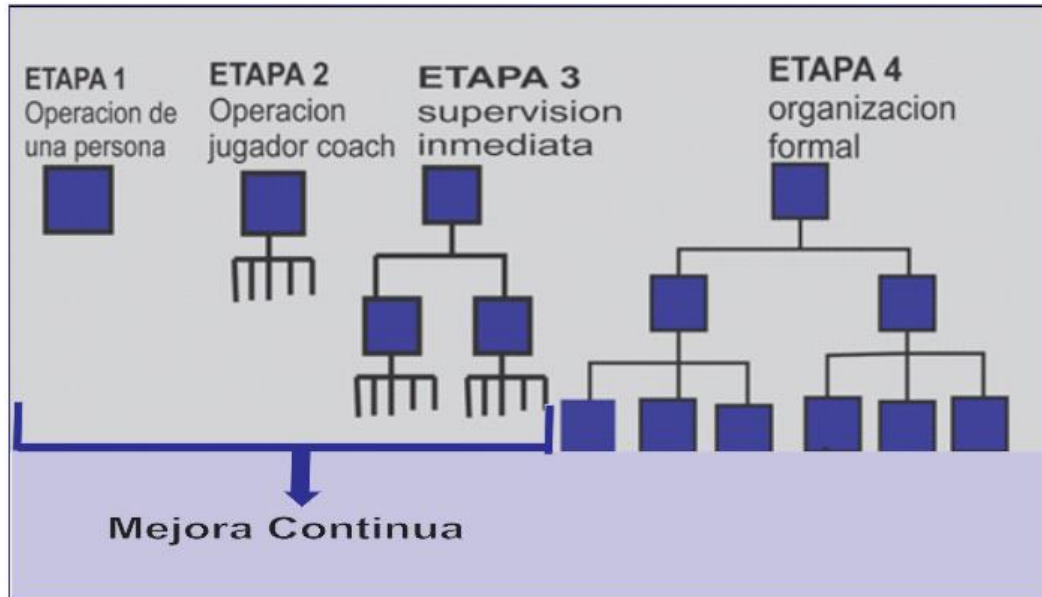 ETAPA 1
Operacion de
una persona
ETAPA 2
Operacion
jugador coach
ETAPA 3
supervision
inmediata
ETAPA 4
organizacion
formal
Mejora Continua